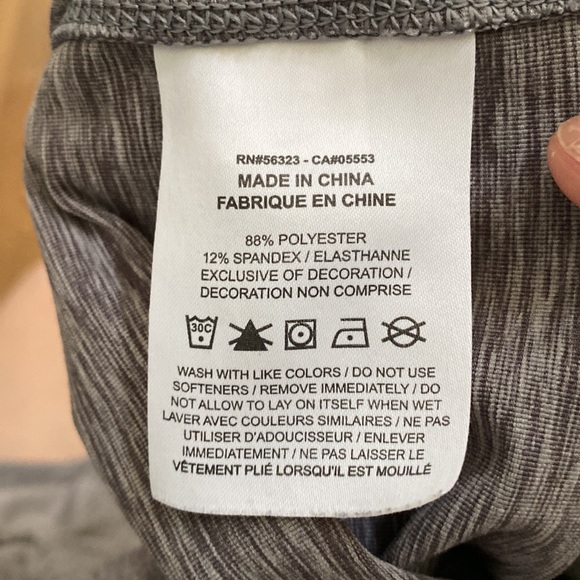 RN#56323 - CA#05553
MADE IN CHINA
FABRIQUE EN CHINE
88% POLYESTER
12% SPANDEX / ELASTHANNE
EXCLUSIVE OF DECORATION /
DECORATION NON COMPRISE
30C
WASH WITH LIKE COLORS / DO NOT USE
SOFTENERS / REMOVE IMMEDIATELY / DO
NOT ALLOW TO LAY ON ITSELF WHEN WET
LAVER AVEC COULEURS SIMILAIRES / NE PAS
UTILISER D'ADOUCISSEUR / ENLEVER
IMMEDIATEMENT / NE PAS LAISSER LE
VÊTEMENT PLIÉ LORSQU'IL EST MOUILLÉ